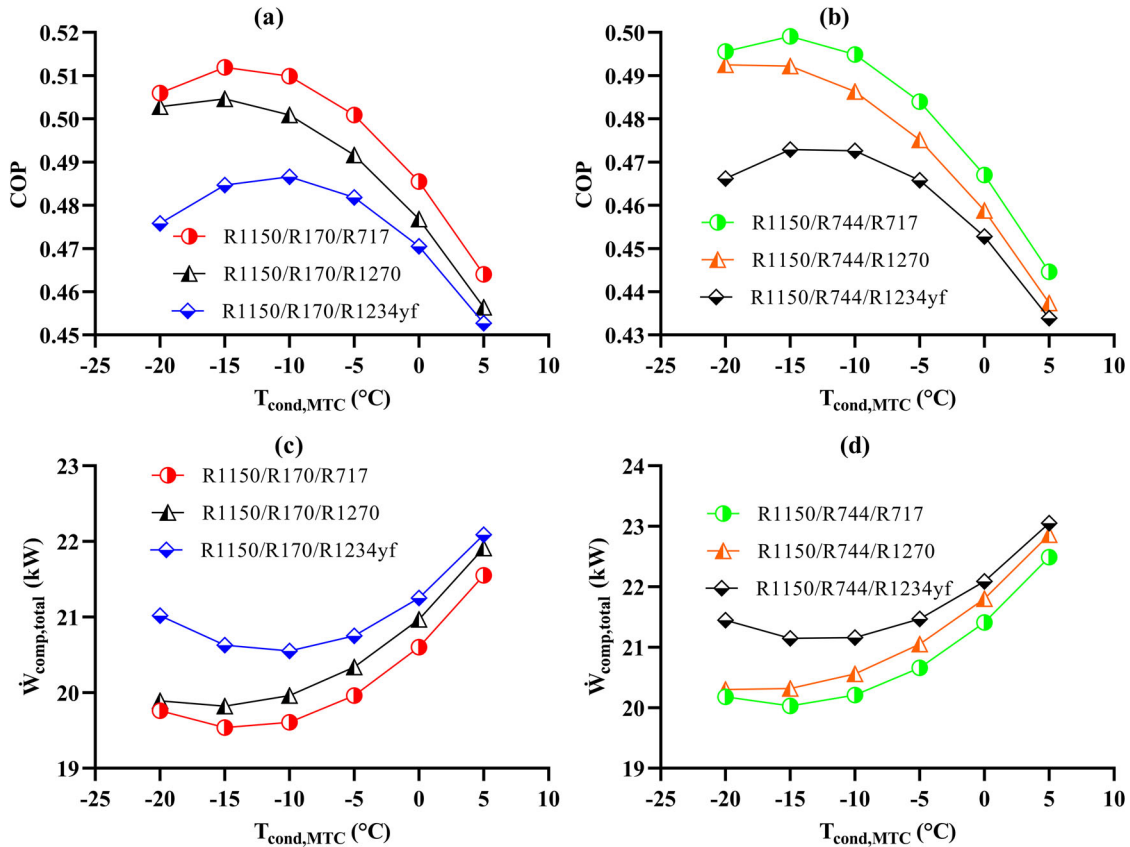 (a)
0.52
0.51
0.50
0.49
0.48
0.47
0.46
0.45
COP
R1150/R170/R717
R1150/R170/R1270
R1150/R170/R1234yf
-25 -20 -15 -10 -5 0 5 10
Tcond,MTC (°C)
(b)
0.50
0.49
0.48
0.47
0.46
0.45
0.44
0.43
COP
R1150/R744/R717
R1150/R744/R1270
R1150/R744/R1234yf
-25 -20 -15 -10 -5 0 5 10
Tcond,MTC (°C)
(c)
23
22
21
20
19
Ẇcomp,total (kW)
R1150/R170/R717
R1150/R170/R1270
R1150/R170/R1234yf
-25 -20 -15 -10 -5 0 5 10
Tcond,MTC (°C)
(d)
24
23
22
21
20
19
Ẇcomp,total (kW)
R1150/R744/R717
R1150/R744/R1270
R1150/R744/R1234yf
-25 -20 -15 -10 -5 0 5 10
Tcond,MTC (°C)